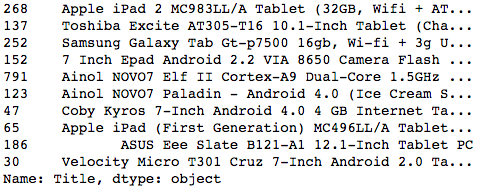 268    Apple iPad 2 MC983LL/A Tablet (32GB, Wifi + AT...
137    Toshiba Excite AT305-T16 10.1-Inch Tablet (Cha...
252    Samsung Galaxy Tab Gt-p7500 16gb, Wi-fi + 3g U...
152    7 Inch Epad Android 2.2 VIA 8650 Camera Flash ...
791    Ainol NOVO7 Elf II Cortex-A9 Dual-Core 1.5GHz ...
123    Ainol NOVO7 Paladin - Android 4.0 (Ice Cream S...
47     Coby Kyros 7-Inch Android 4.0 4 GB Internet Ta...
65     Apple iPad (First Generation) MC496LL/A Tablet...
186            ASUS Eee Slate B121-A1 12.1-Inch Tablet PC
30     Velocity Micro T301 Cruz 7-Inch Android 2.0 Ta...
Name: Title, dtype: object